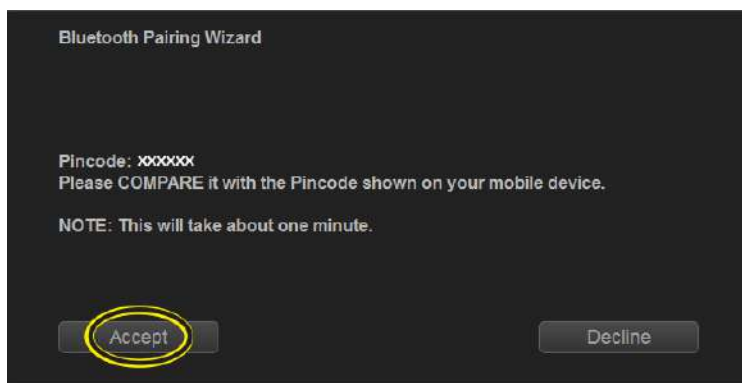 Bluetooth Pairing Wizard
Pincode: xxxxxx
Please COMPARE it with the Pincode shown on your mobile device.
NOTE: This will take about one minute.
Accept
Decline